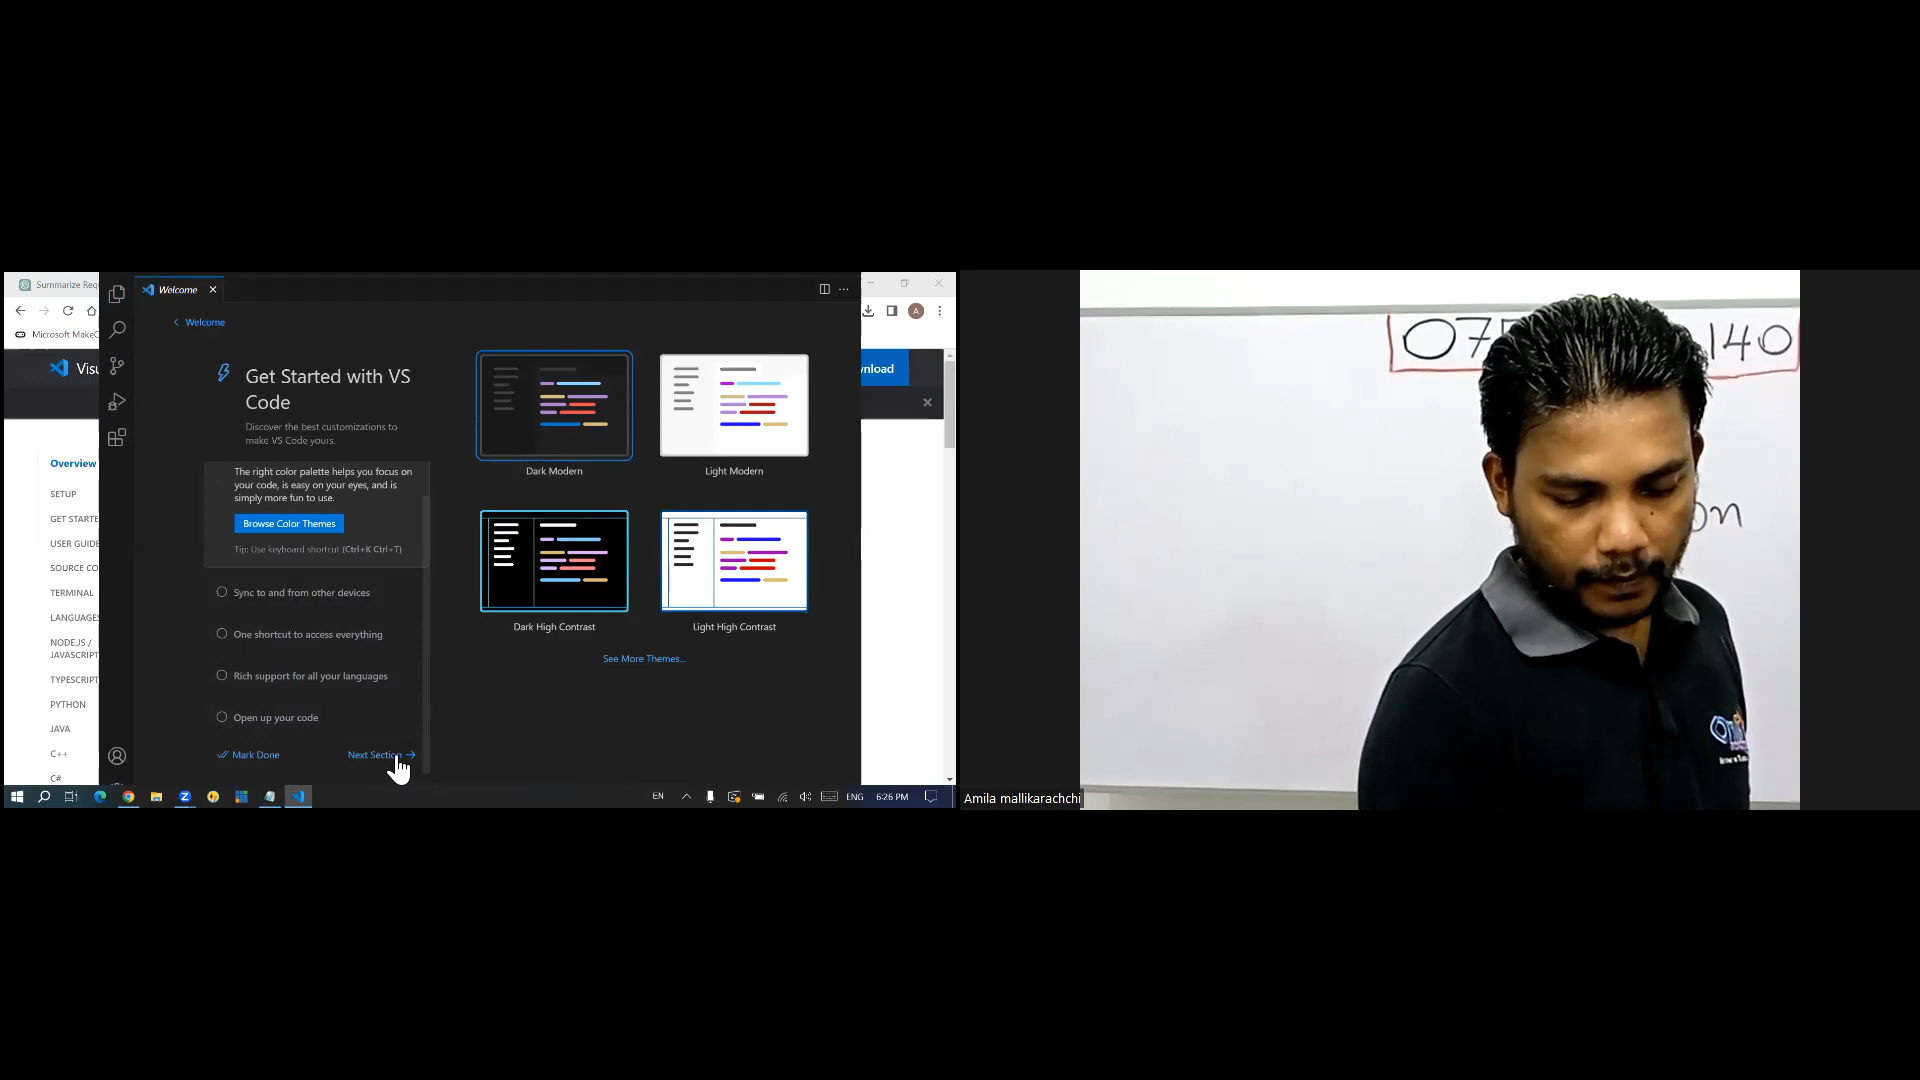 Summarize Req
Microsoft MakeC
Visu
Overview
SETUP
GET STARTE
USER GUIDE
SOURCE CO
TERMINAL
LANGUAGES
NODE.JS /
JAVASCRIPT
TYPESCRIPT
PYTHON
JAVA
C++
C#
Welcome
Welcome
Get Started with VS
Code
Discover the best customizations to
make VS Code yours.
The right color palette helps you focus on
your code, is easy on your eyes, and is
simply more fun to use.
Browse Color Themes
Tip: Use keyboard shortcut (Ctrl+K Ctrl+T)
Sync to and from other devices
One shortcut to access everything
Rich support for all your languages
Open up your code
Mark Done
Next Section
Dark Modern
Light Modern
Dark High Contrast
Light High Contrast
See More Themes...
A
wnload
EN
ENG
6:26 PM
07
140
on
Amila mallikarachchi